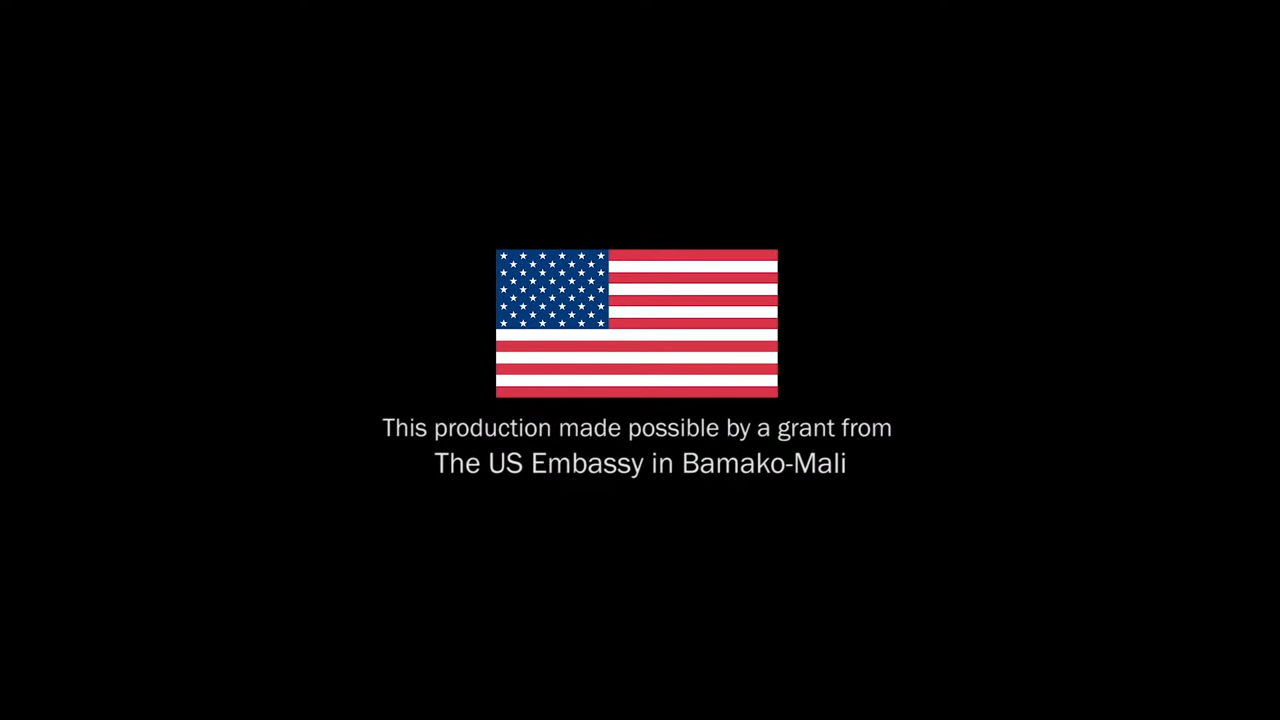 This production made possible by a grant from
The US Embassy in Bamako-Mali